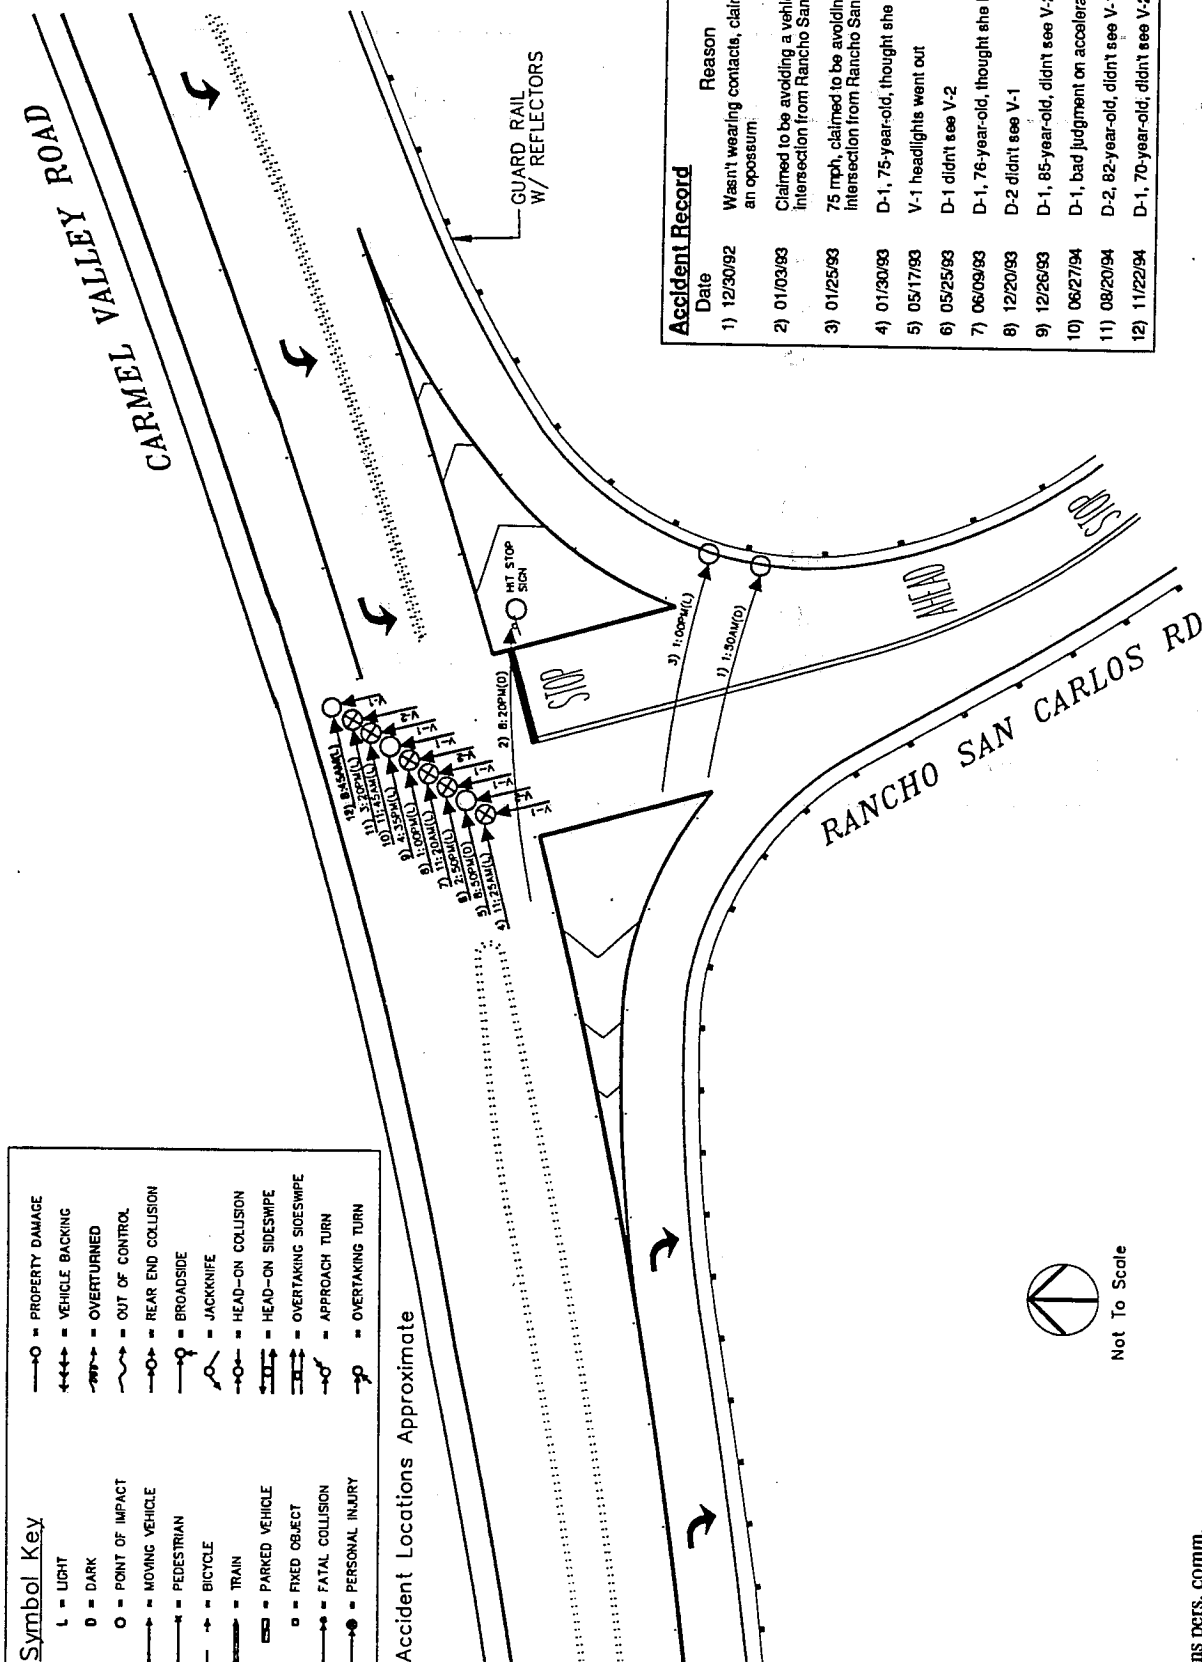 Symbol Key
L = LIGHT
D = DARK
O = POINT OF IMPACT
= MOVING VEHICLE
= PEDESTRIAN
= BICYCLE
= TRAIN
= PARKED VEHICLE
= FIXED OBJECT
= FATAL COLLISION
= PERSONAL INJURY
= PROPERTY DAMAGE
= VEHICLE BACKING
= OVERTURNED
= OUT OF CONTROL
= REAR END COLLISION
= BROADSIDE
= JACKKNIFE
= HEAD-ON COLLISION
= HEAD-ON SIDESWIPE
= OVERTAKING SIDESWIPE
= APPROACH TURN
= OVERTAKING TURN
Accident Locations Approximate
CARMEL VALLEY ROAD
GUARD RAIL
W/ REFLECTORS
12) 8:45AM(L)
11) 3:20PM(L)
10) 11:45AM(L)
9) 4:35PM(L)
8) 1:00PM(L)
7) 11:20AM(L)
6) 2:50PM(L)
5) 8:50PM(D)
4) 11:25AM(L)
2) 8:20PM(D)
HIT STOP
SIGN
STOP
3) 1:00PM(L)
1) 1:50AM(D)
AHEAD
STOP
RANCHO SAN CARLOS RD
Not To Scale
Accident Record
Date Reason
1) 12/30/92 Wasn't wearing contacts, clai
an opossum
2) 01/03/93 Claimed to be avoiding a vehi
intersection from Rancho San
3) 01/25/93 75 mph, claimed to be avoidin
intersection from Rancho San
4) 01/30/93 D-1, 75-year-old, thought she
5) 05/17/93 V-1 headlights went out
6) 05/25/93 D-1 didn't see V-2
7) 06/09/93 D-1, 76-year-old, thought she
8) 12/20/93 D-2 didn't see V-1
9) 12/26/93 D-1, 85-year-old, didn't see V-
10) 06/27/94 D-1, bad judgment on accelera
11) 08/20/94 D-2, 82-year-old, didn't see V-
12) 11/22/94 D-1, 70-year-old, didn't see V-2
ns pers. comm.